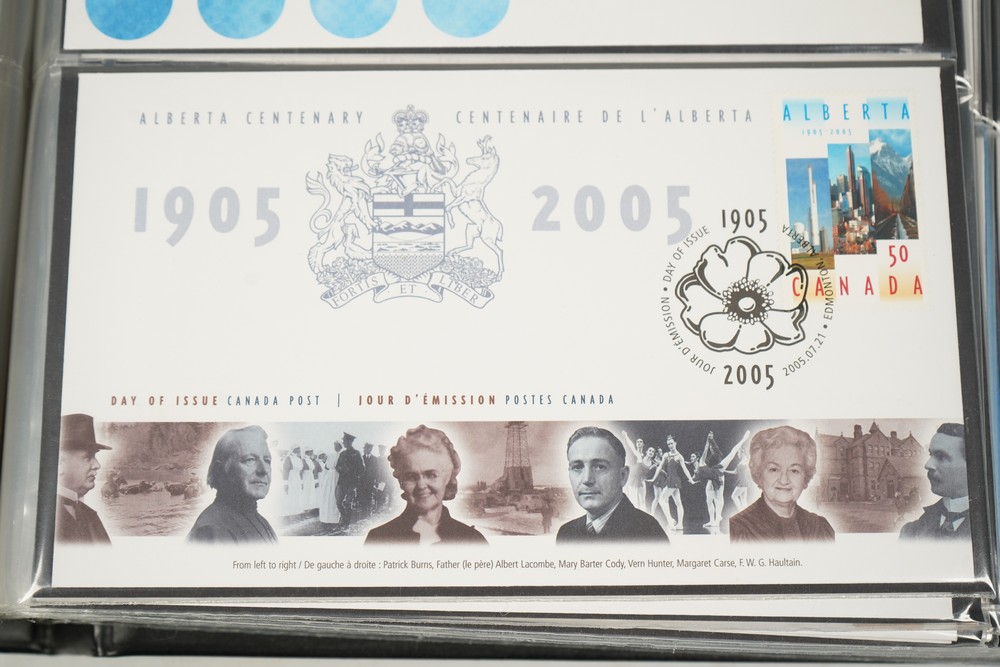 ALBERTA CENTENARY CENTENAIRE DE L'ALBERTA
1905 2005
FORTIS ET LIBER
ALBERTA
1905·2005
50
CANADA
1905
JOUR D'ÉMISSION • DAY OF ISSUE
2005.07.21 • EDMONTON, ALBERTA
2005
DAY OF ISSUE CANADA POST | JOUR D'ÉMISSION POSTES CANADA
From left to right / De gauche à droite : Patrick Burns, Father (le père) Albert Lacombe, Mary Barter Cody, Vern Hunter, Margaret Carse, F. W. G. Haultain.